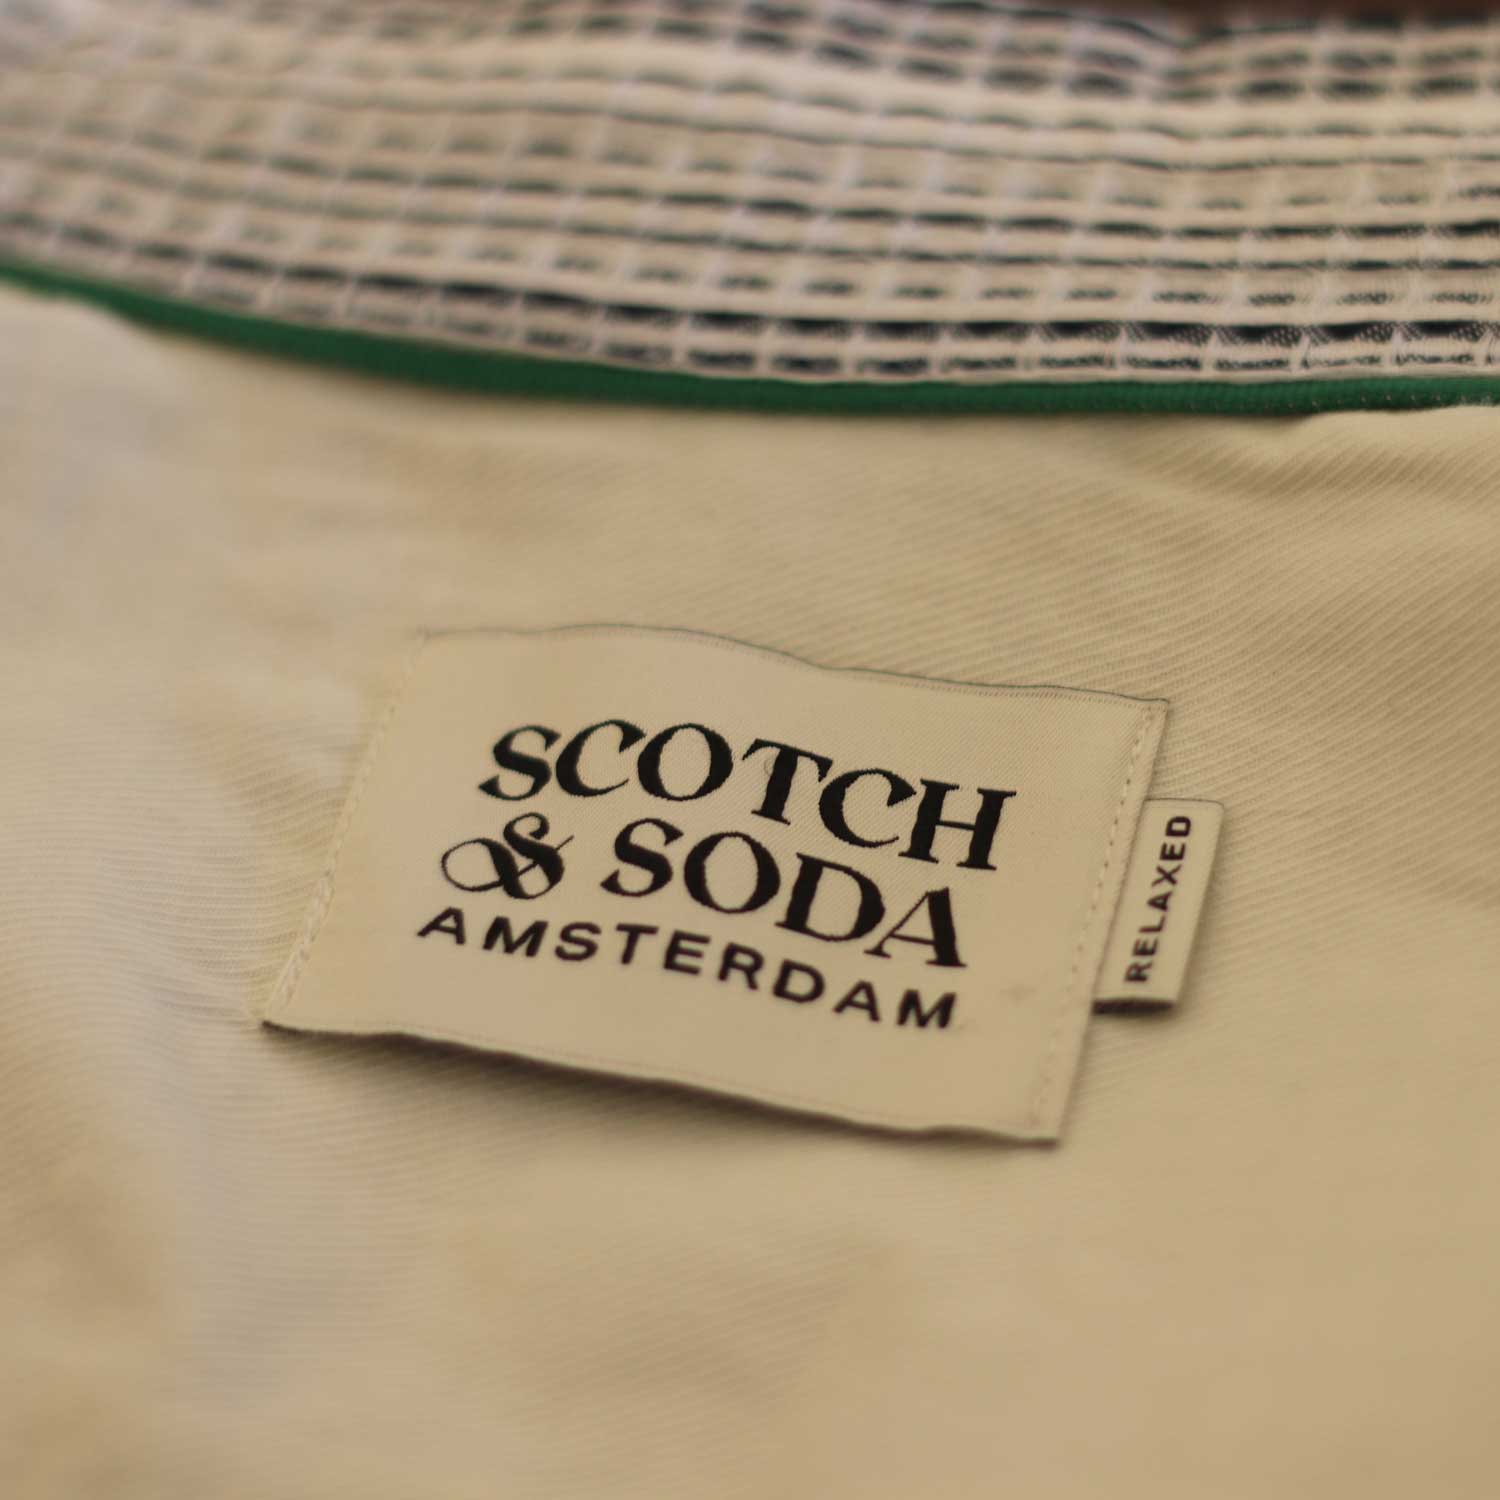 SCOTCH
& SODA
AMSTERDAM
RELAXED